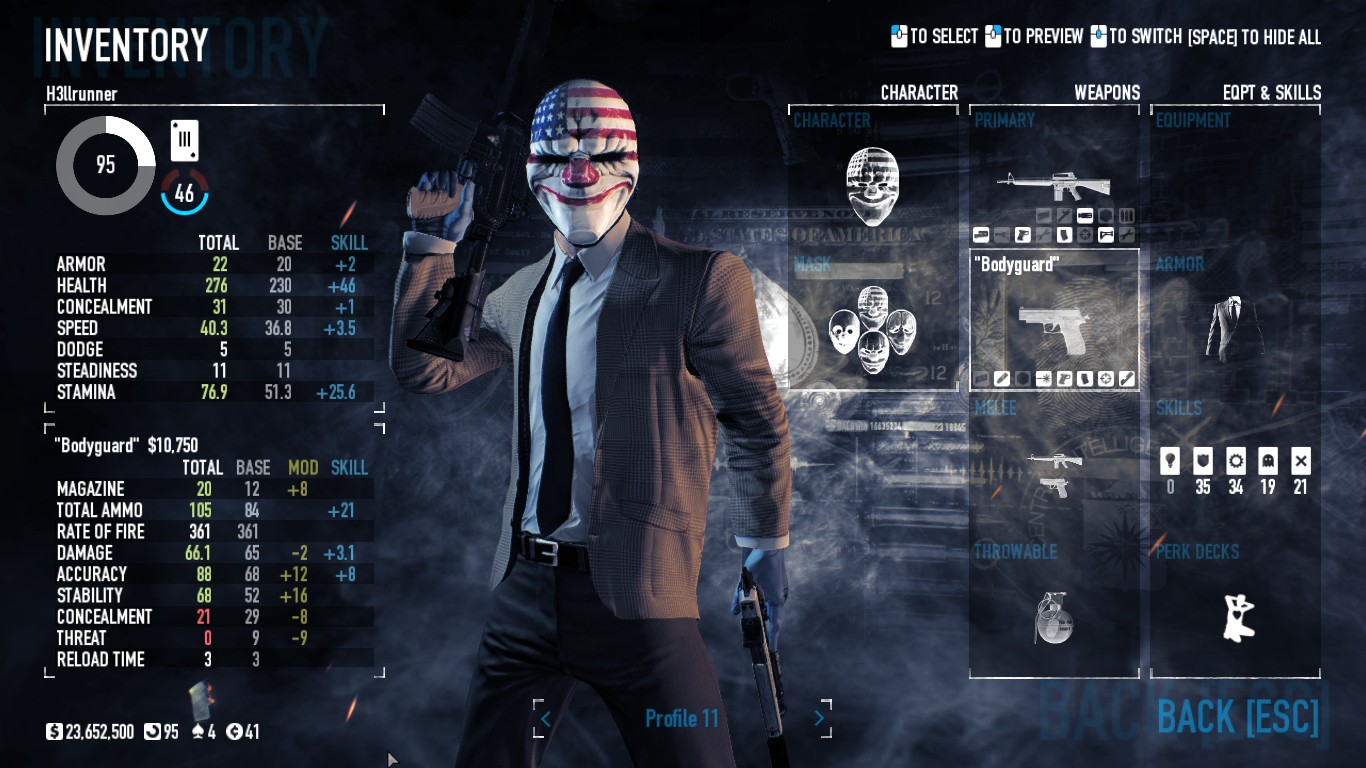 INVENTORY
TO SELECT TO PREVIEW TO SWITCH [SPACE] TO HIDE ALL
H3llrunner
95
III
46
TOTAL BASE SKILL
ARMOR 22 20 +2
HEALTH 276 230 +46
CONCEALMENT 31 30 +1
SPEED 40.3 36.8 +3.5
DODGE 5 5
STEADINESS 11 11
STAMINA 76.9 51.3 +25.6
"Bodyguard" $10,750
TOTAL BASE MOD SKILL
MAGAZINE 20 12 +8
TOTAL AMMO 105 84 +21
RATE OF FIRE 361 361
DAMAGE 66.1 65 -2 +3.1
ACCURACY 88 68 +12 +8
STABILITY 68 52 +16
CONCEALMENT 21 29 -8
THREAT 0 9 -9
RELOAD TIME 3 3
$ 23,652,500 95 4 C 41
CHARACTER
CHARACTER
MASK
WEAPONS
PRIMARY
"Bodyguard"
MELEE
THROWABLE
EQPT & SKILLS
EQUIPMENT
ARMOR
SKILLS
0 35 34 19 21
PERK DECKS
< Profile 11 >
BACK [ESC]
STATES OF AMERICA
12
12